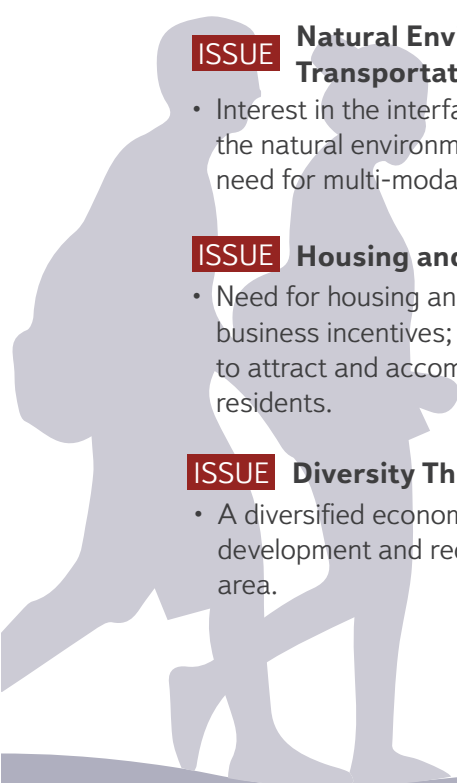 ISSUE Natural Env
Transportat
• Interest in the interfa
the natural environm
need for multi-moda
ISSUE Housing and
• Need for housing an
business incentives;
to attract and accom
residents.
ISSUE Diversity Th
• A diversified econom
development and rec
area.